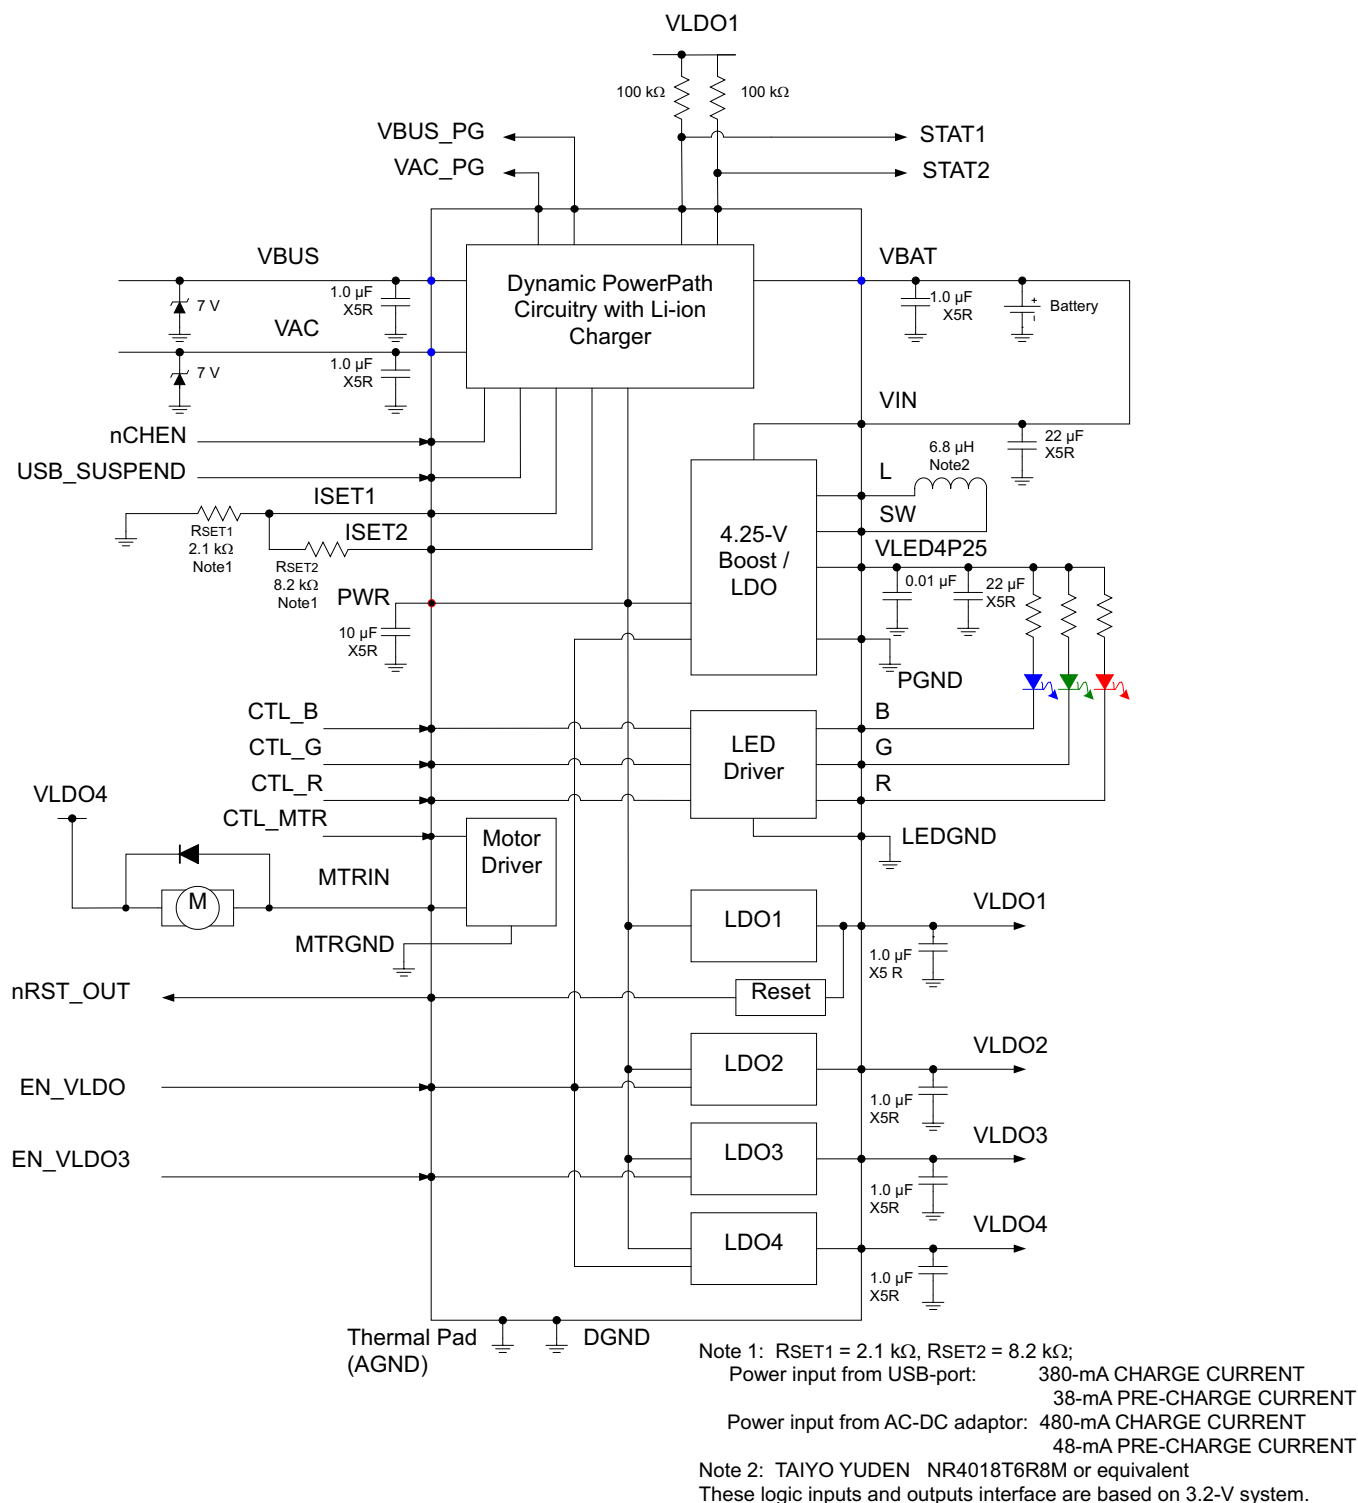 VLDO1
100 kΩ
100 kΩ
VBUS_PG
STAT1
VAC_PG
STAT2
VBUS
VBAT
Dynamic PowerPath
Circuitry with Li-ion
Charger
7 V
1.0 µF
X5R
1.0 µF
X5R
+
-
Battery
VAC
7 V
1.0 µF
X5R
VIN
nCHEN
22 µF
X5R
6.8 µH
Note2
USB_SUSPEND
L
ISET1
SW
RSET1
2.1 kΩ
Note1
ISET2
RSET2
8.2 kΩ
Note1
4.25-V
Boost /
LDO
VLED4P25
0.01 µF
22 µF
X5R
PWR
10 µF
X5R
PGND
CTL_B
B
CTL_G
LED
Driver
G
CTL_R
R
VLDO4
CTL_MTR
Motor
Driver
LEDGND
MTRIN
M
LDO1
VLDO1
MTRGND
1.0 µF
X5 R
nRST_OUT
Reset
LDO2
VLDO2
EN_VLDO
1.0 µF
X5R
LDO3
VLDO3
EN_VLDO3
1.0 µF
X5R
LDO4
VLDO4
1.0 µF
X5R
Thermal Pad
(AGND)
DGND
Note 1: RSET1 = 2.1 kΩ, RSET2 = 8.2 kΩ;
Power input from USB-port: 380-mA CHARGE CURRENT
38-mA PRE-CHARGE CURRENT
Power input from AC-DC adaptor: 480-mA CHARGE CURRENT
48-mA PRE-CHARGE CURRENT
Note 2: TAIYO YUDEN NR4018T6R8M or equivalent
These logic inputs and outputs interface are based on 3.2-V system.